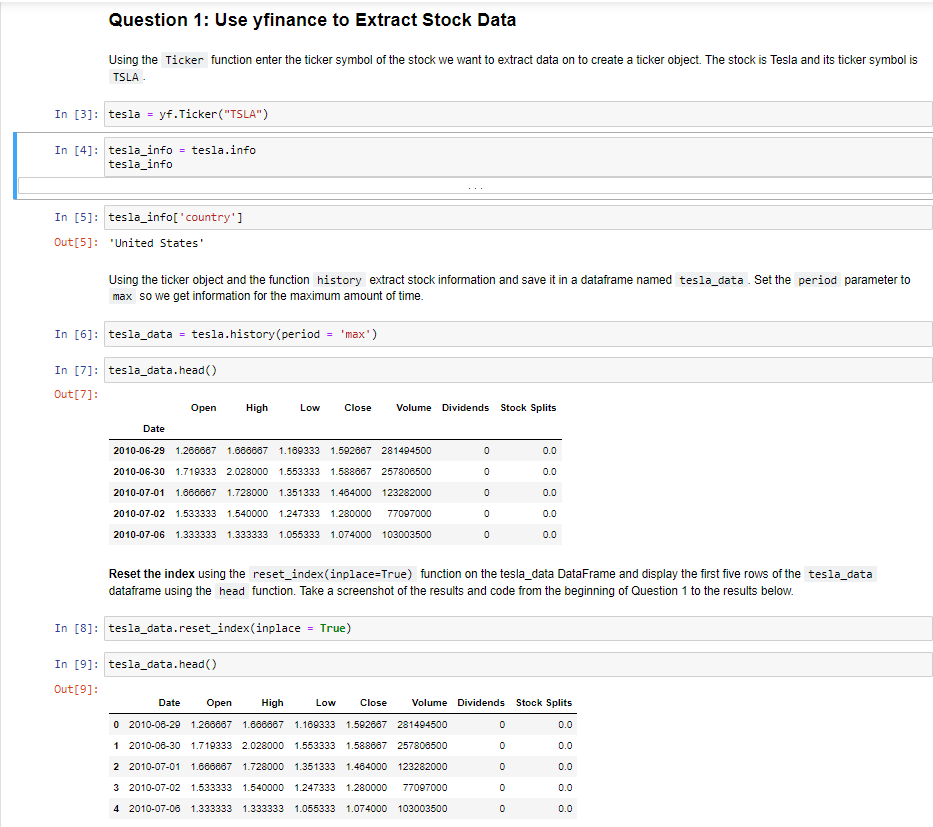 Question 1: Use yfinance to Extract Stock Data
Using the Ticker function enter the ticker symbol of the stock we want to extract data on to create a ticker object. The stock is Tesla and its ticker symbol is
TSLA .
In [3]: tesla = yf.Ticker("TSLA")
In [4]: tesla_info = tesla.info
tesla_info
...
In [5]: tesla_info['country']
Out[5]: 'United States'
Using the ticker object and the function history extract stock information and save it in a dataframe named tesla_data . Set the period parameter to
max so we get information for the maximum amount of time.
In [6]: tesla_data = tesla.history(period = 'max')
In [7]: tesla_data.head()
Out[7]:
Open High Low Close Volume Dividends Stock Splits
Date
2010-06-29 1.266667 1.666667 1.169333 1.592667 281494500 0 0.0
2010-06-30 1.719333 2.028000 1.553333 1.588667 257806500 0 0.0
2010-07-01 1.666667 1.728000 1.351333 1.464000 123282000 0 0.0
2010-07-02 1.533333 1.540000 1.247333 1.280000 77097000 0 0.0
2010-07-06 1.333333 1.333333 1.055333 1.074000 103003500 0 0.0
Reset the index using the reset_index(inplace=True) function on the tesla_data DataFrame and display the first five rows of the tesla_data
dataframe using the head function. Take a screenshot of the results and code from the beginning of Question 1 to the results below.
In [8]: tesla_data.reset_index(inplace = True)
In [9]: tesla_data.head()
Out[9]:
Date Open High Low Close Volume Dividends Stock Splits
0 2010-06-29 1.266667 1.666667 1.169333 1.592667 281494500 0 0.0
1 2010-06-30 1.719333 2.028000 1.553333 1.588667 257806500 0 0.0
2 2010-07-01 1.666667 1.728000 1.351333 1.464000 123282000 0 0.0
3 2010-07-02 1.533333 1.540000 1.247333 1.280000 77097000 0 0.0
4 2010-07-06 1.333333 1.333333 1.055333 1.074000 103003500 0 0.0